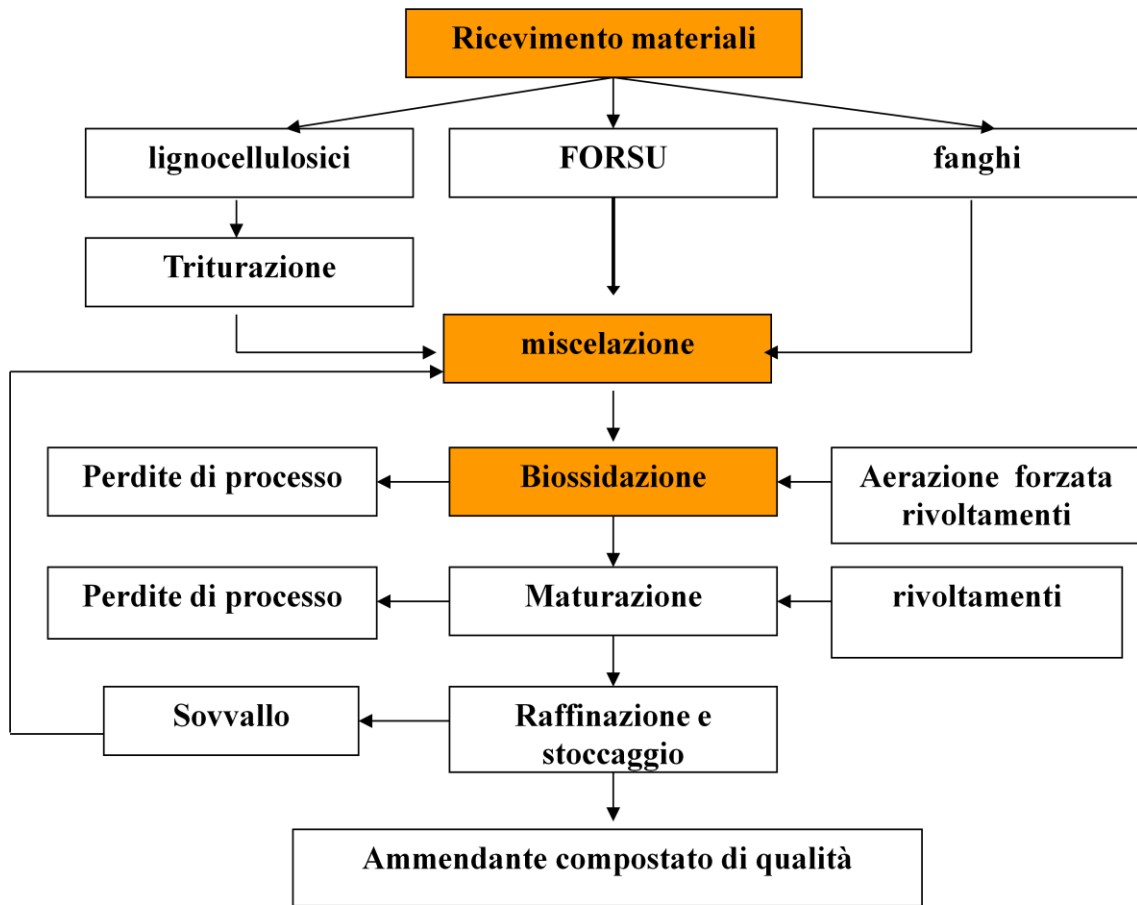 Ricevimento materiali
lignocellulosici
FORSU
fanghi
Triturazione
miscelazione
Perdite di processo
Biossidazione
Aerazione forzata
rivoltamenti
Perdite di processo
Maturazione
rivoltamenti
Sovvallo
Raffinazione e
stoccaggio
Ammendante compostato di qualità